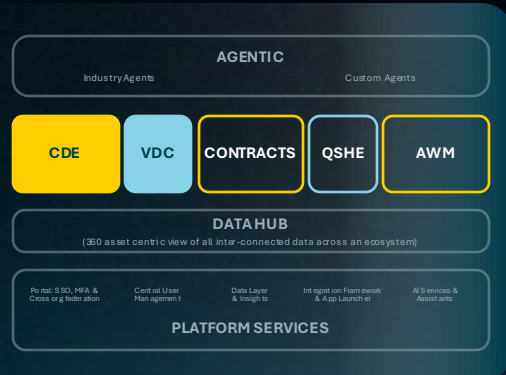 AGENTIC
Industry Agents Custom Agents
CDE VDC CONTRACTS QSHE AWM
DATA HUB
(360 asset centric view of all inter-connected data across an ecosystem)
Portal: SSO, MFA & Central User Data Layer Integration Framework AI Services &
Cross org federation Management & Insights & App Launcher Assistants
PLATFORM SERVICES